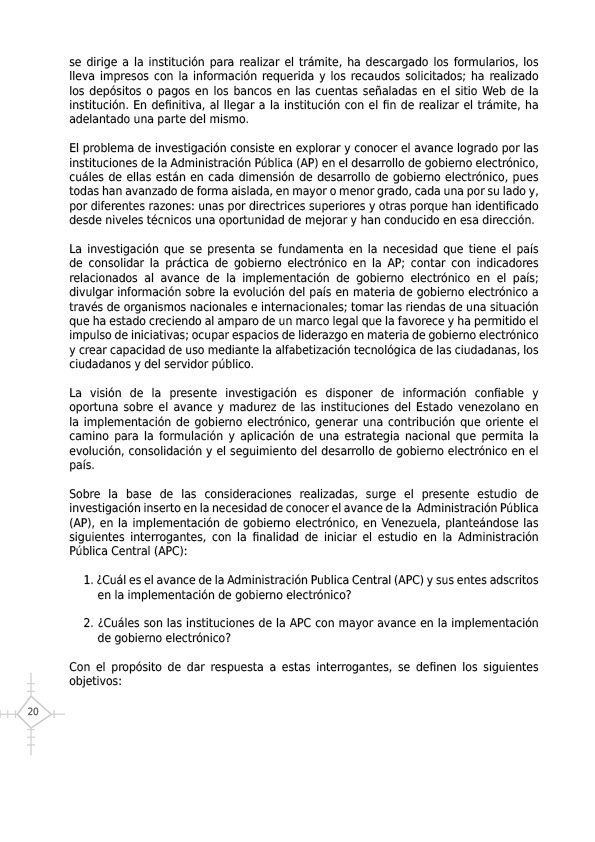 se dirige a la institución para realizar el trámite, ha descargado los formularios, los
lleva impresos con la información requerida y los recaudos solicitados; ha realizado
los depósitos o pagos en los bancos en las cuentas señaladas en el sitio Web de la
institución. En definitiva, al llegar a la institución con el fin de realizar el trámite, ha
adelantado una parte del mismo.

El problema de investigación consiste en explorar y conocer el avance logrado por las
instituciones de la Administración Pública (AP) en el desarrollo de gobierno electrónico,
cuáles de ellas están en cada dimensión de desarrollo de gobierno electrónico, pues
todas han avanzado de forma aislada, en mayor o menor grado, cada una por su lado y,
por diferentes razones: unas por directrices superiores y otras porque han identificado
desde niveles técnicos una oportunidad de mejorar y han conducido en esa dirección.

La investigación que se presenta se fundamenta en la necesidad que tiene el país
de consolidar la práctica de gobierno electrónico en la AP; contar con indicadores
relacionados al avance de la implementación de gobierno electrónico en el país;
divulgar información sobre la evolución del país en materia de gobierno electrónico a
través de organismos nacionales e internacionales; tomar las riendas de una situación
que ha estado creciendo al amparo de un marco legal que la favorece y ha permitido el
impulso de iniciativas; ocupar espacios de liderazgo en materia de gobierno electrónico
y crear capacidad de uso mediante la alfabetización tecnológica de las ciudadanas, los
ciudadanos y del servidor público.

La visión de la presente investigación es disponer de información confiable y
oportuna sobre el avance y madurez de las instituciones del Estado venezolano en
la implementación de gobierno electrónico, generar una contribución que oriente el
camino para la formulación y aplicación de una estrategia nacional que permita la
evolución, consolidación y el seguimiento del desarrollo de gobierno electrónico en el
país.

Sobre la base de las consideraciones realizadas, surge el presente estudio de
investigación inserto en la necesidad de conocer el avance de la Administración Pública
(AP), en la implementación de gobierno electrónico, en Venezuela, planteándose las
siguientes interrogantes, con la finalidad de iniciar el estudio en la Administración
Pública Central (APC):

1. ¿Cuál es el avance de la Administración Publica Central (APC) y sus entes adscritos
en la implementación de gobierno electrónico?

2. ¿Cuáles son las instituciones de la APC con mayor avance en la implementación
de gobierno electrónico?

Con el propósito de dar respuesta a estas interrogantes, se definen los siguientes
objetivos:

20